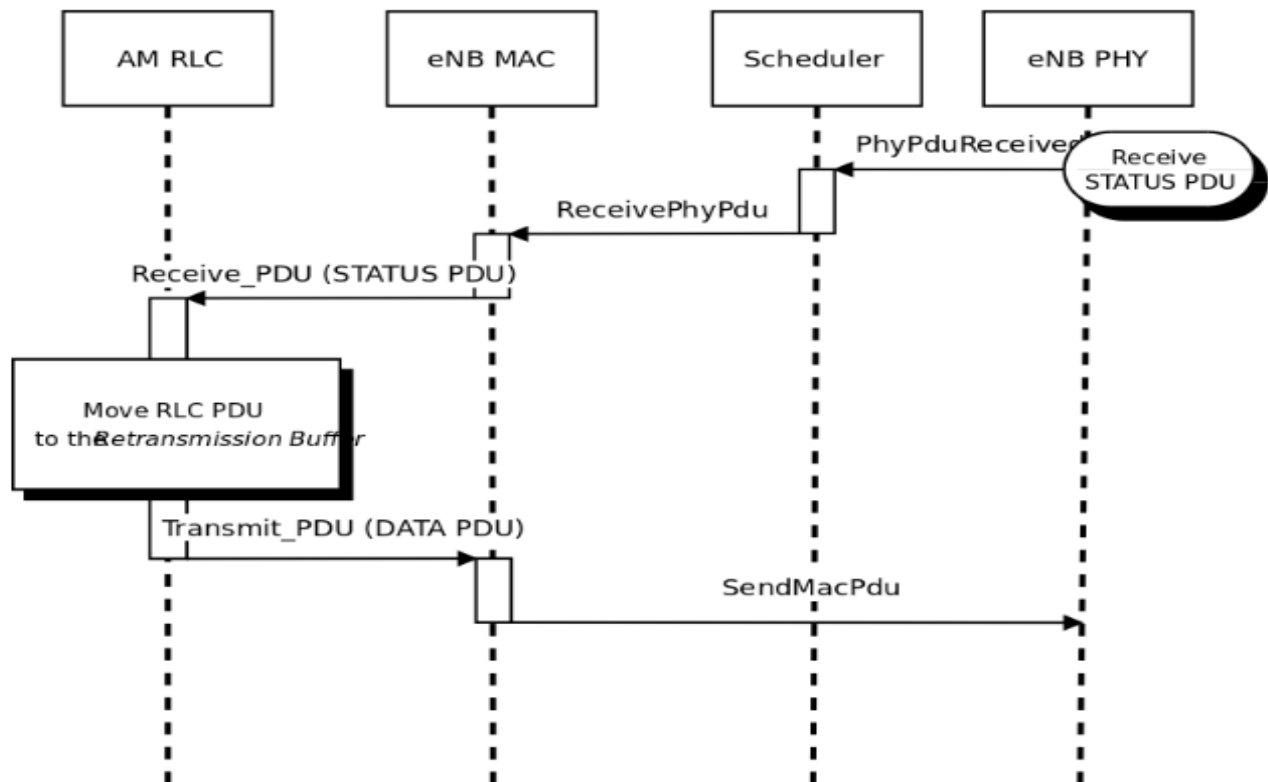 AM RLC
eNB MAC
Scheduler
eNB PHY
PhyPduReceived
Receive
STATUS PDU
ReceivePhyPdu
Receive_PDU (STATUS PDU)
Move RLC PDU
to the Retransmission Buffer
Transmit_PDU (DATA PDU)
SendMacPdu